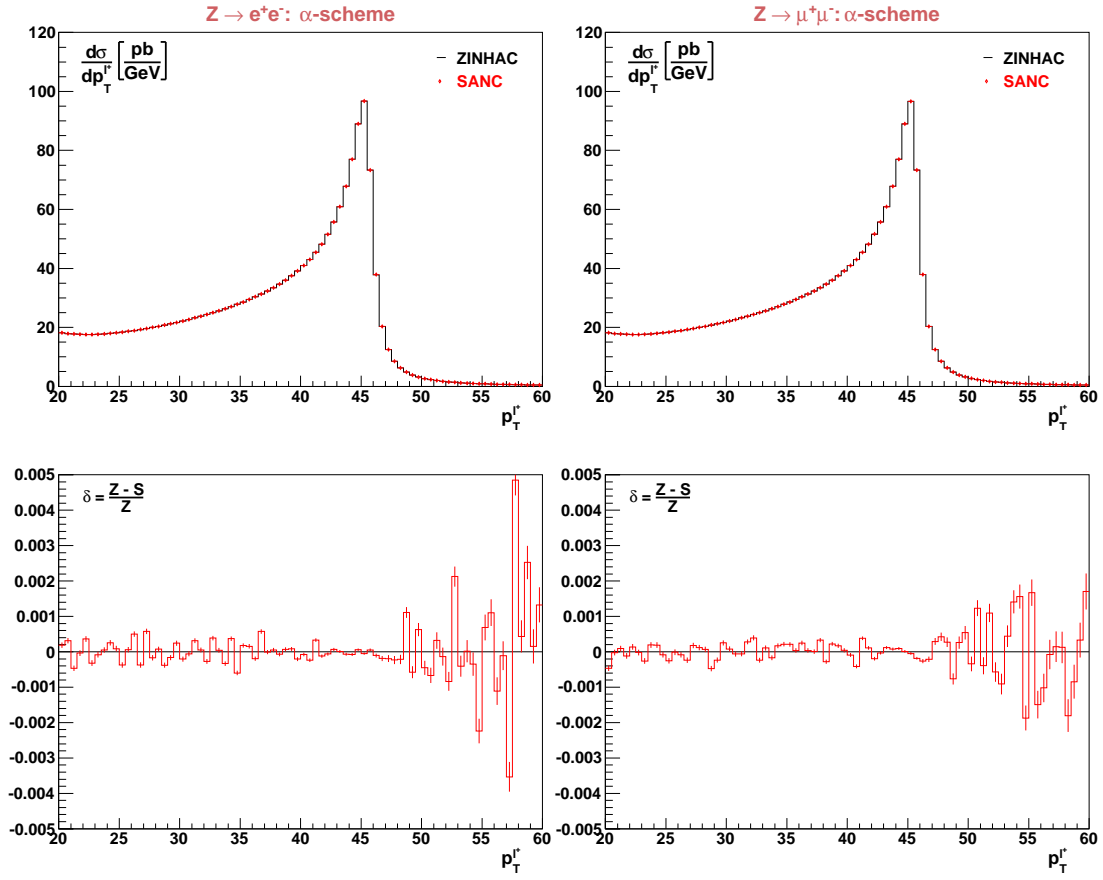 Z → e⁺e⁻: α-scheme
Z → μ⁺μ⁻: α-scheme
120
100
80
60
40
20
0
dσ/dp_T^{l⁺} [pb/GeV]
ZINHAC
SANC
20 25 30 35 40 45 50 55 60
p_T^{l⁺}
120
100
80
60
40
20
0
dσ/dp_T^{l⁺} [pb/GeV]
ZINHAC
SANC
20 25 30 35 40 45 50 55 60
p_T^{l⁺}
0.005
0.004
0.003
0.002
0.001
0
-0.001
-0.002
-0.003
-0.004
-0.005
δ = Z - S / Z
20 25 30 35 40 45 50 55 60
p_T^{l⁺}
0.005
0.004
0.003
0.002
0.001
0
-0.001
-0.002
-0.003
-0.004
-0.005
δ = Z - S / Z
20 25 30 35 40 45 50 55 60
p_T^{l⁺}